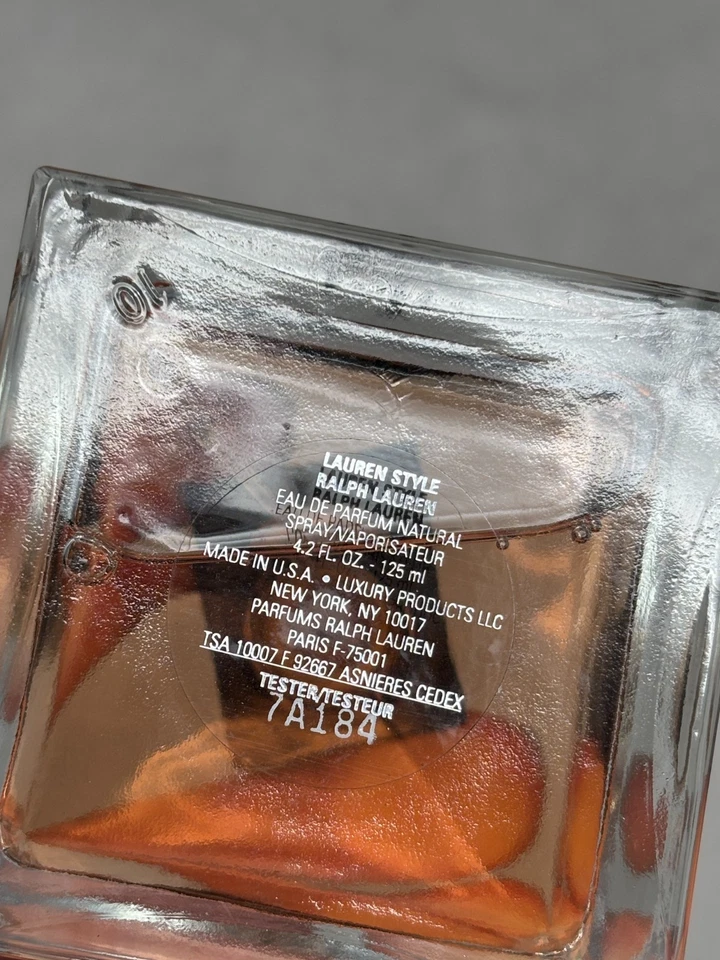 10
LAUREN STYLE
RALPH LAUREN
EAU DE PARFUM NATURAL
SPRAY/VAPORISATEUR
4.2 FL. OZ. - 125 ml
MADE IN U.S.A. • LUXURY PRODUCTS LLC
NEW YORK, NY 10017
PARFUMS RALPH LAUREN
PARIS F-75001
TSA 10007 F 92667 ASNIERES CEDEX
TESTER/TESTEUR
7A184